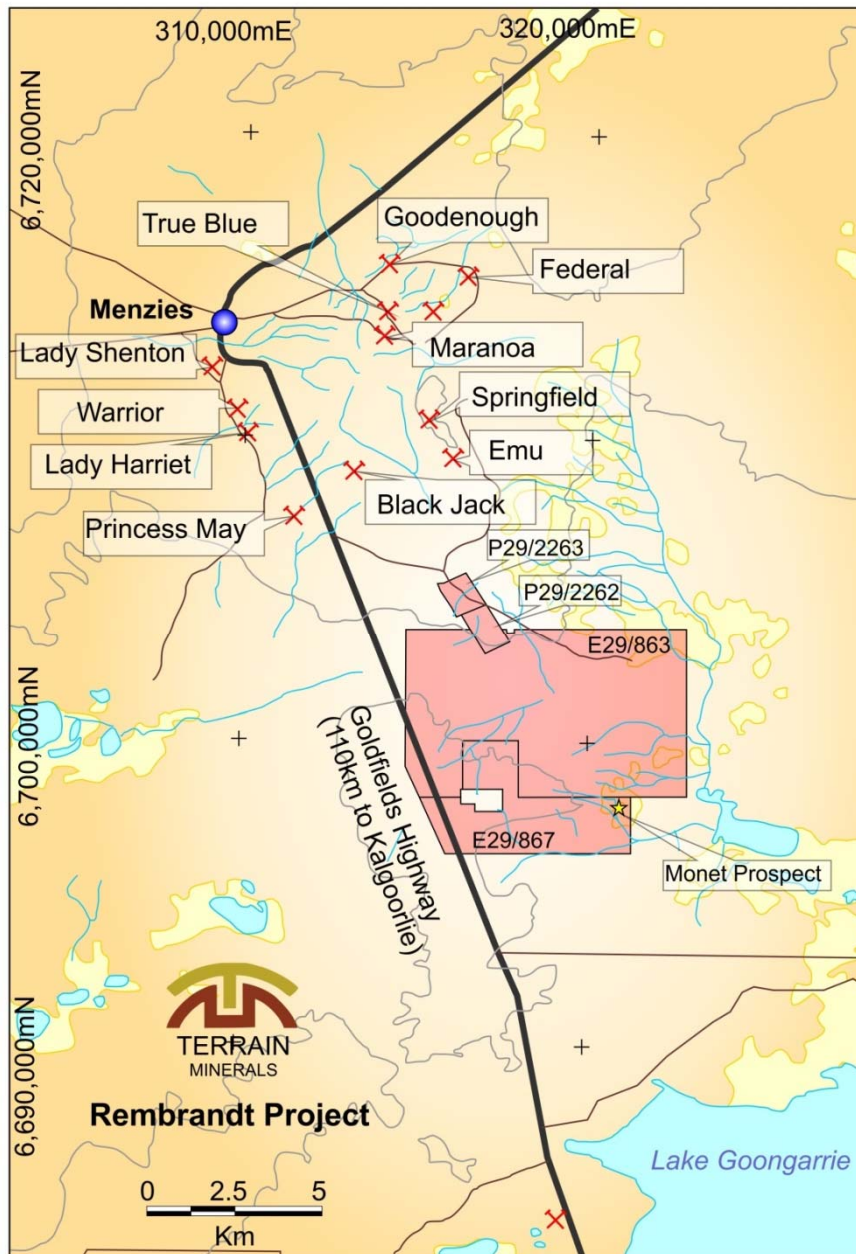 310,000mE
320,000mE
6,720,000mN
True Blue
Goodenough
Federal
Menzies
Maranoa
Lady Shenton
Springfield
Warrior
Emu
Lady Harriet
Black Jack
Princess May
P29/2263
P29/2262
E29/863
6,700,000mN
Goldfields Highway
(110km to Kalgoorlie)
E29/867
Monet Prospect
TERRAIN
MINERALS
6,690,000mN
Rembrandt Project
Lake Goongarrie
0 2.5 5
Km